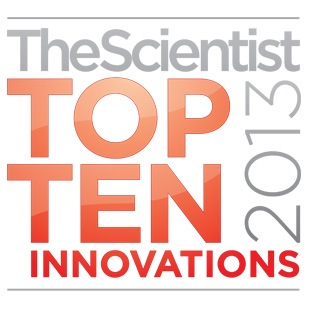 TheScientist
TOP
TEN
2013
INNOVATIONS